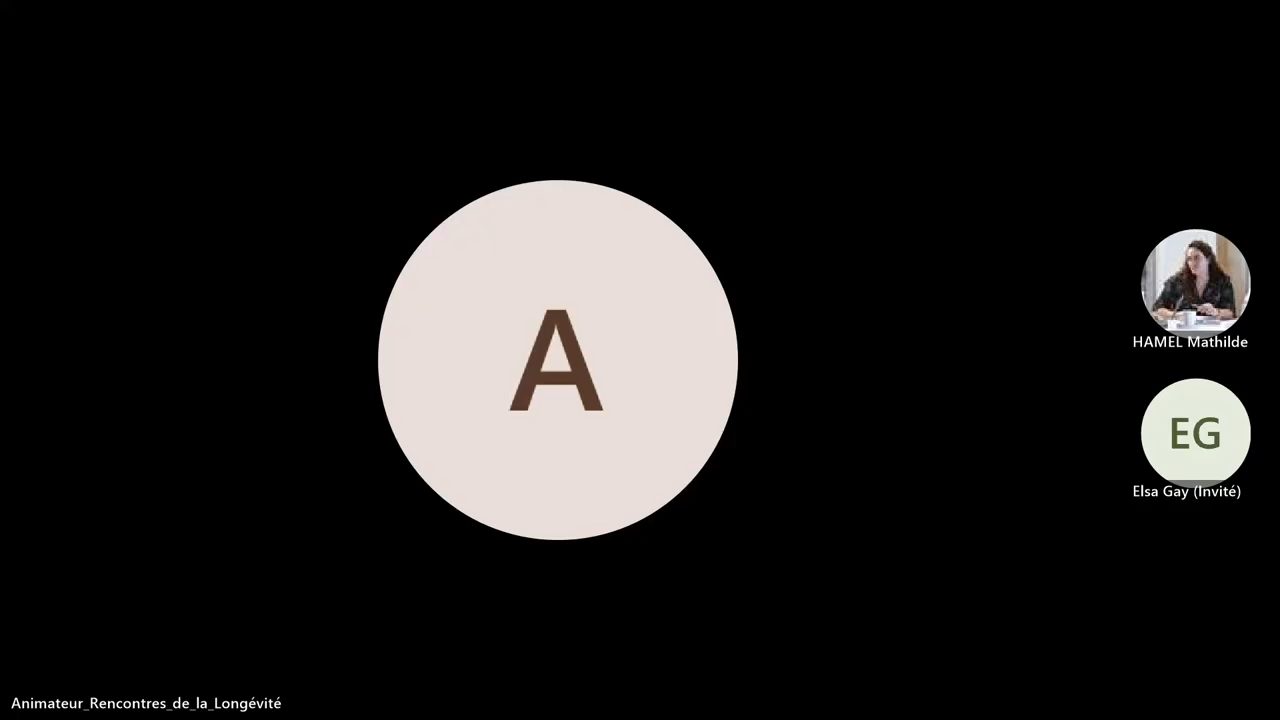 A
HAMEL Mathilde
EG
Elsa Gay (Invité)
Animateur_Rencontres_de_la_Longévité